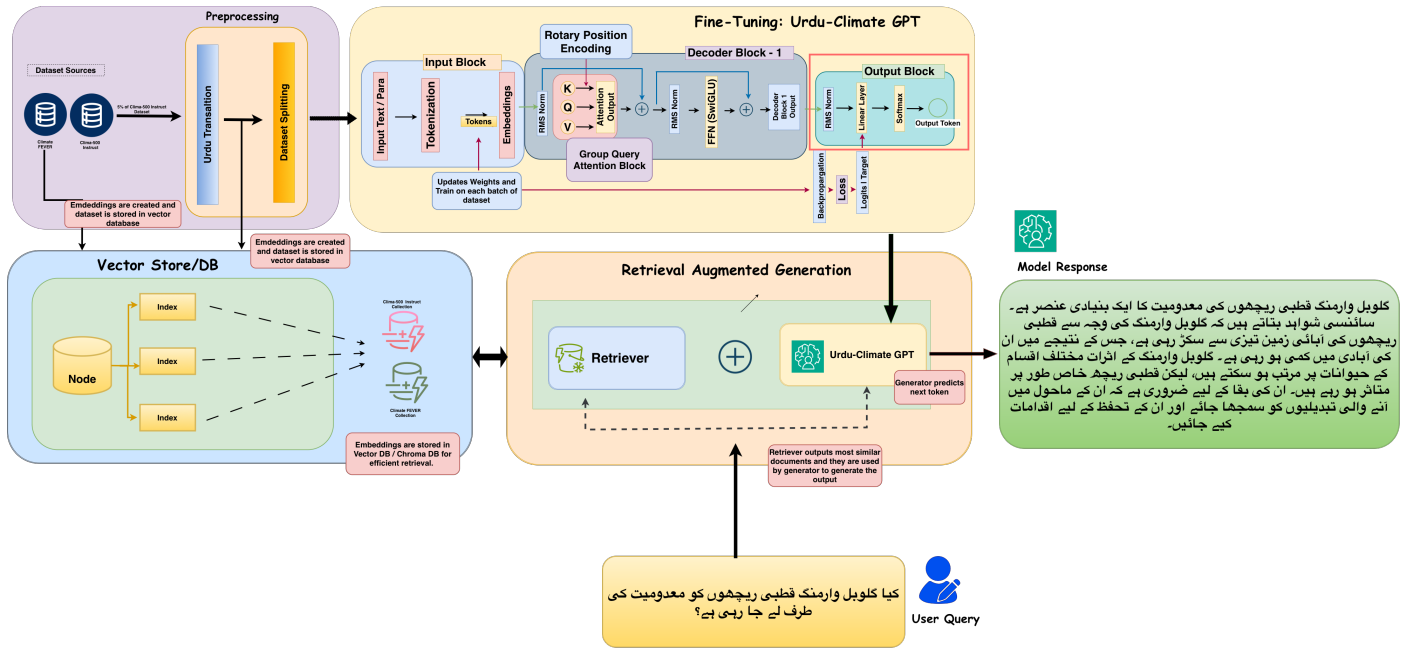 Preprocessing
Dataset Sources
5% of Clima-500 Instruct
Dataset
Climate
FEVER
Clima-500
Instruct
Urdu Transaltion
Dataset Splitting
Emdeddings are created and
dataset is stored in vector
database
Emdeddings are created
and dataset is stored in
vector database
Fine-Tuning: Urdu-Climate GPT
Input Block
Input Text / Para
Tokenization
Tokens
Embeddings
Rotary Position
Encoding
Decoder Block - 1
RMS Norm
K
Q
V
Attention
Output
RMS Norm
FFN (SwiGLU)
Decoder
Block 1
Output
Group Query
Attention Block
Output Block
RMS Norm
Linear Layer
Softmax
Output Token
Updates Weights and
Train on each batch of
dataset
Backpropargation
Loss
Logits I Target
Vector Store/DB
Node
Index
Index
Index
Clima-500 Instruct
Collection
Climate FEVER
Collection
Embeddings are stored in
Vector DB / Chroma DB for
efficient retrieval.
Retrieval Augmented Generation
Retriever
Urdu-Climate GPT
Generator predicts
next token
Retriever outputs most similar
documents and they are used
by generator to generate the
output
Model Response
گلوبل وارمنگ قطبی ریچھوں کی معدومیت کا ایک بنیادی عنصر ہے۔
سائنسی شواہد بتاتے ہیں کہ گلوبل وارمنگ کی وجہ سے قطبی
ریچھوں کی آبائی زمین تیزی سے سکڑ رہی ہے، جس کے نتیجے میں ان
کی آبادی میں کمی ہو رہی ہے۔ گلوبل وارمنگ کے اثرات مختلف اقسام
کے حیوانات پر مرتب ہو سکتے ہیں، لیکن قطبی ریچھ خاص طور پر
متاثر ہو رہے ہیں۔ ان کی بقا کے لیے ضروری ہے کہ ان کے ماحول میں
آنے والی تبدیلیوں کو سمجھا جائے اور ان کے تحفظ کے لیے اقدامات
کیے جائیں۔
کیا گلوبل وارمنگ قطبی ریچھوں کو معدومیت کی
طرف لے جا رہی ہے؟
User Query